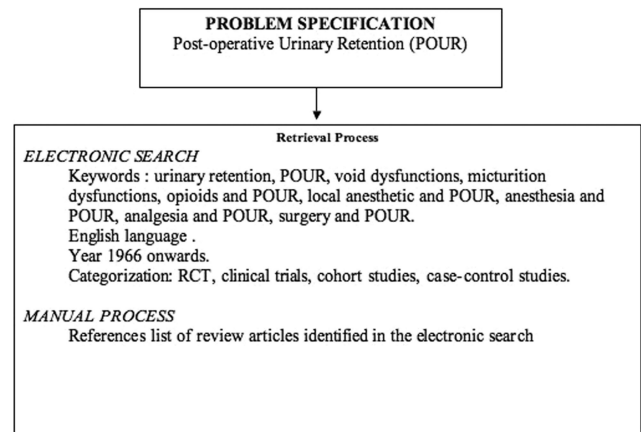 PROBLEM SPECIFICATION
Post-operative Urinary Retention (POUR)
Retrieval Process
ELECTRONIC SEARCH
Keywords : urinary retention, POUR, void dysfunctions, micturition
dysfunctions, opioids and POUR, local anesthetic and POUR, anesthesia and
POUR, analgesia and POUR, surgery and POUR.
English language .
Year 1966 onwards.
Categorization: RCT, clinical trials, cohort studies, case-control studies.
MANUAL PROCESS
References list of review articles identified in the electronic search